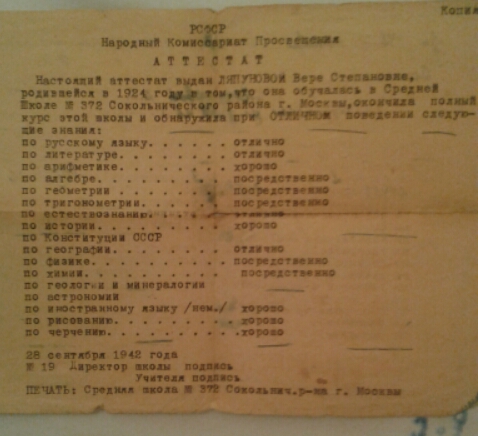 Копия
РСФСР
Народный Комиссариат Просвещения
АТТЕСТАТ
Настоящий аттестат выдан ЛЯПУНОВОЙ Вере Степановне,
родившейся в 1924 году в том, что она обучалась в Средней
Школе № 372 Сокольнического района г. Москвы, окончила полный
курс этой школы и обнаружила при ОТЛИЧНОМ поведении следую-
щие знания:
по русскому языку. . . . . . . отлично
по литературе. . . . . . . . . отлично
по арифметике. . . . . . . . . хорошо
по алгебре. . . . . . . . . . посредственно
по геометрии . . . . . . . . . посредственно
по тригонометрии. . . . . . . посредственно
по естествознанию. . . . . . . отлично
по истории. . . . . . . . . . хорошо
по Конституции СССР
по географии. . . . . . . . . отлично
по физике. . . . . . . . . . . посредственно
по химии. . . . . . . . . . . посредственно
по геологии и минералогии
по астрономии
по иностранному языку /нем./ хорошо
по рисованию. . . . . . . . . хорошо
по черчению. . . . . . . . . . хорошо
28 сентября 1942 года
№ 19 Директор школы подпись
Учителя подпись
ПЕЧАТЬ: Средняя школа № 372 Сокольнич.р-на г. Москвы